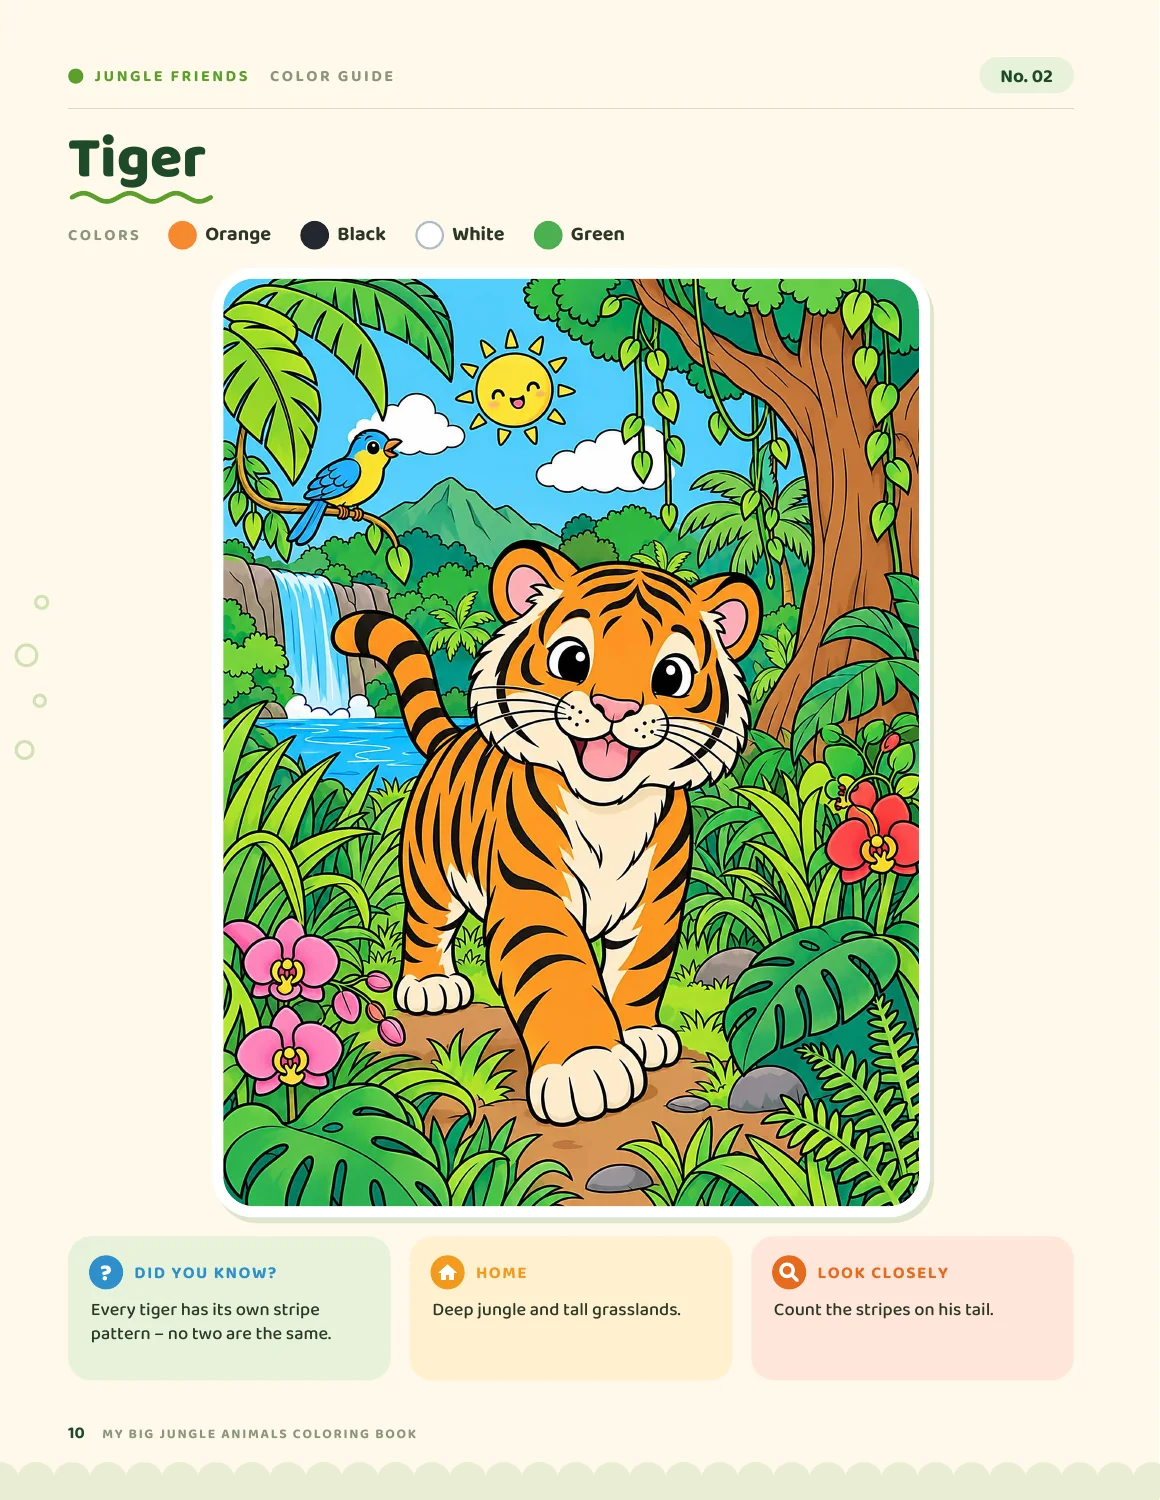 JUNGLE FRIENDS COLOR GUIDE
No. 02
Tiger
COLORS Orange Black White Green
? DID YOU KNOW?
Every tiger has its own stripe
pattern – no two are the same.
HOME
Deep jungle and tall grasslands.
LOOK CLOSELY
Count the stripes on his tail.
10 MY BIG JUNGLE ANIMALS COLORING BOOK